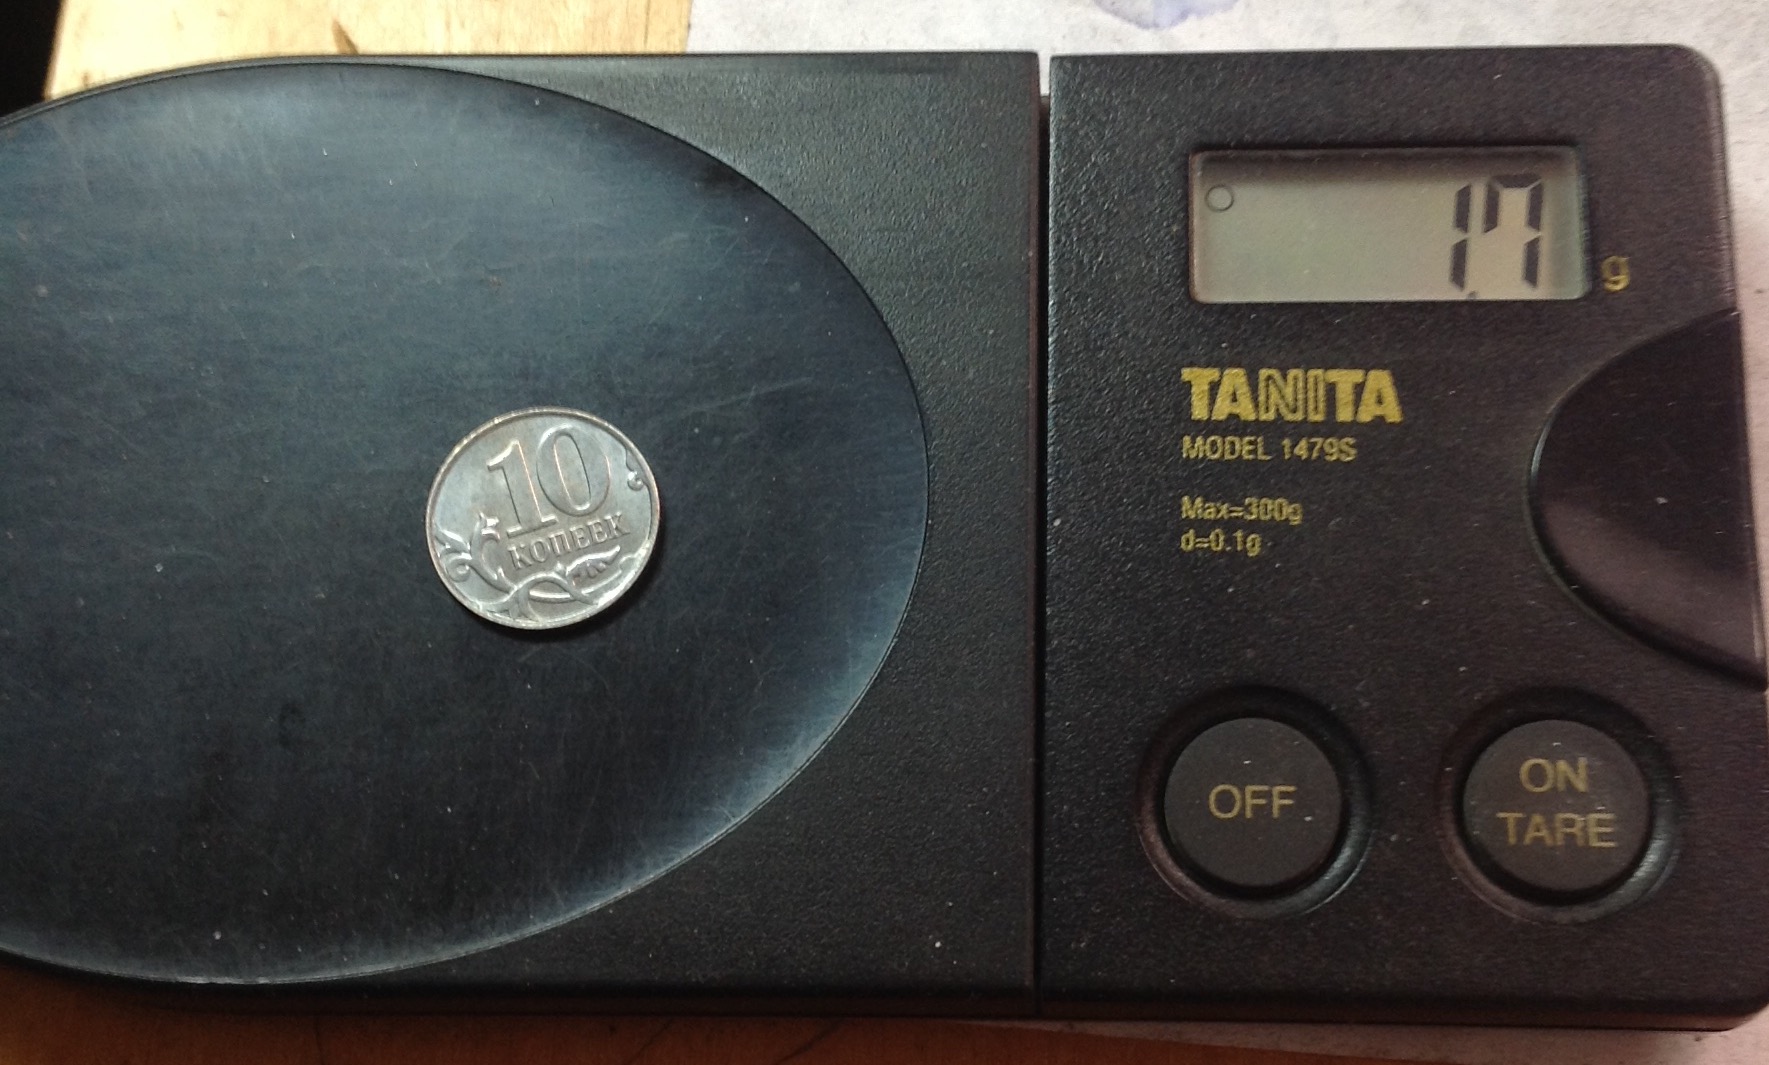 10
КОПЕЕК
1.7
g
TANITA
MODEL 1479S
Max=300g
d=0.1g
OFF
ON
TARE